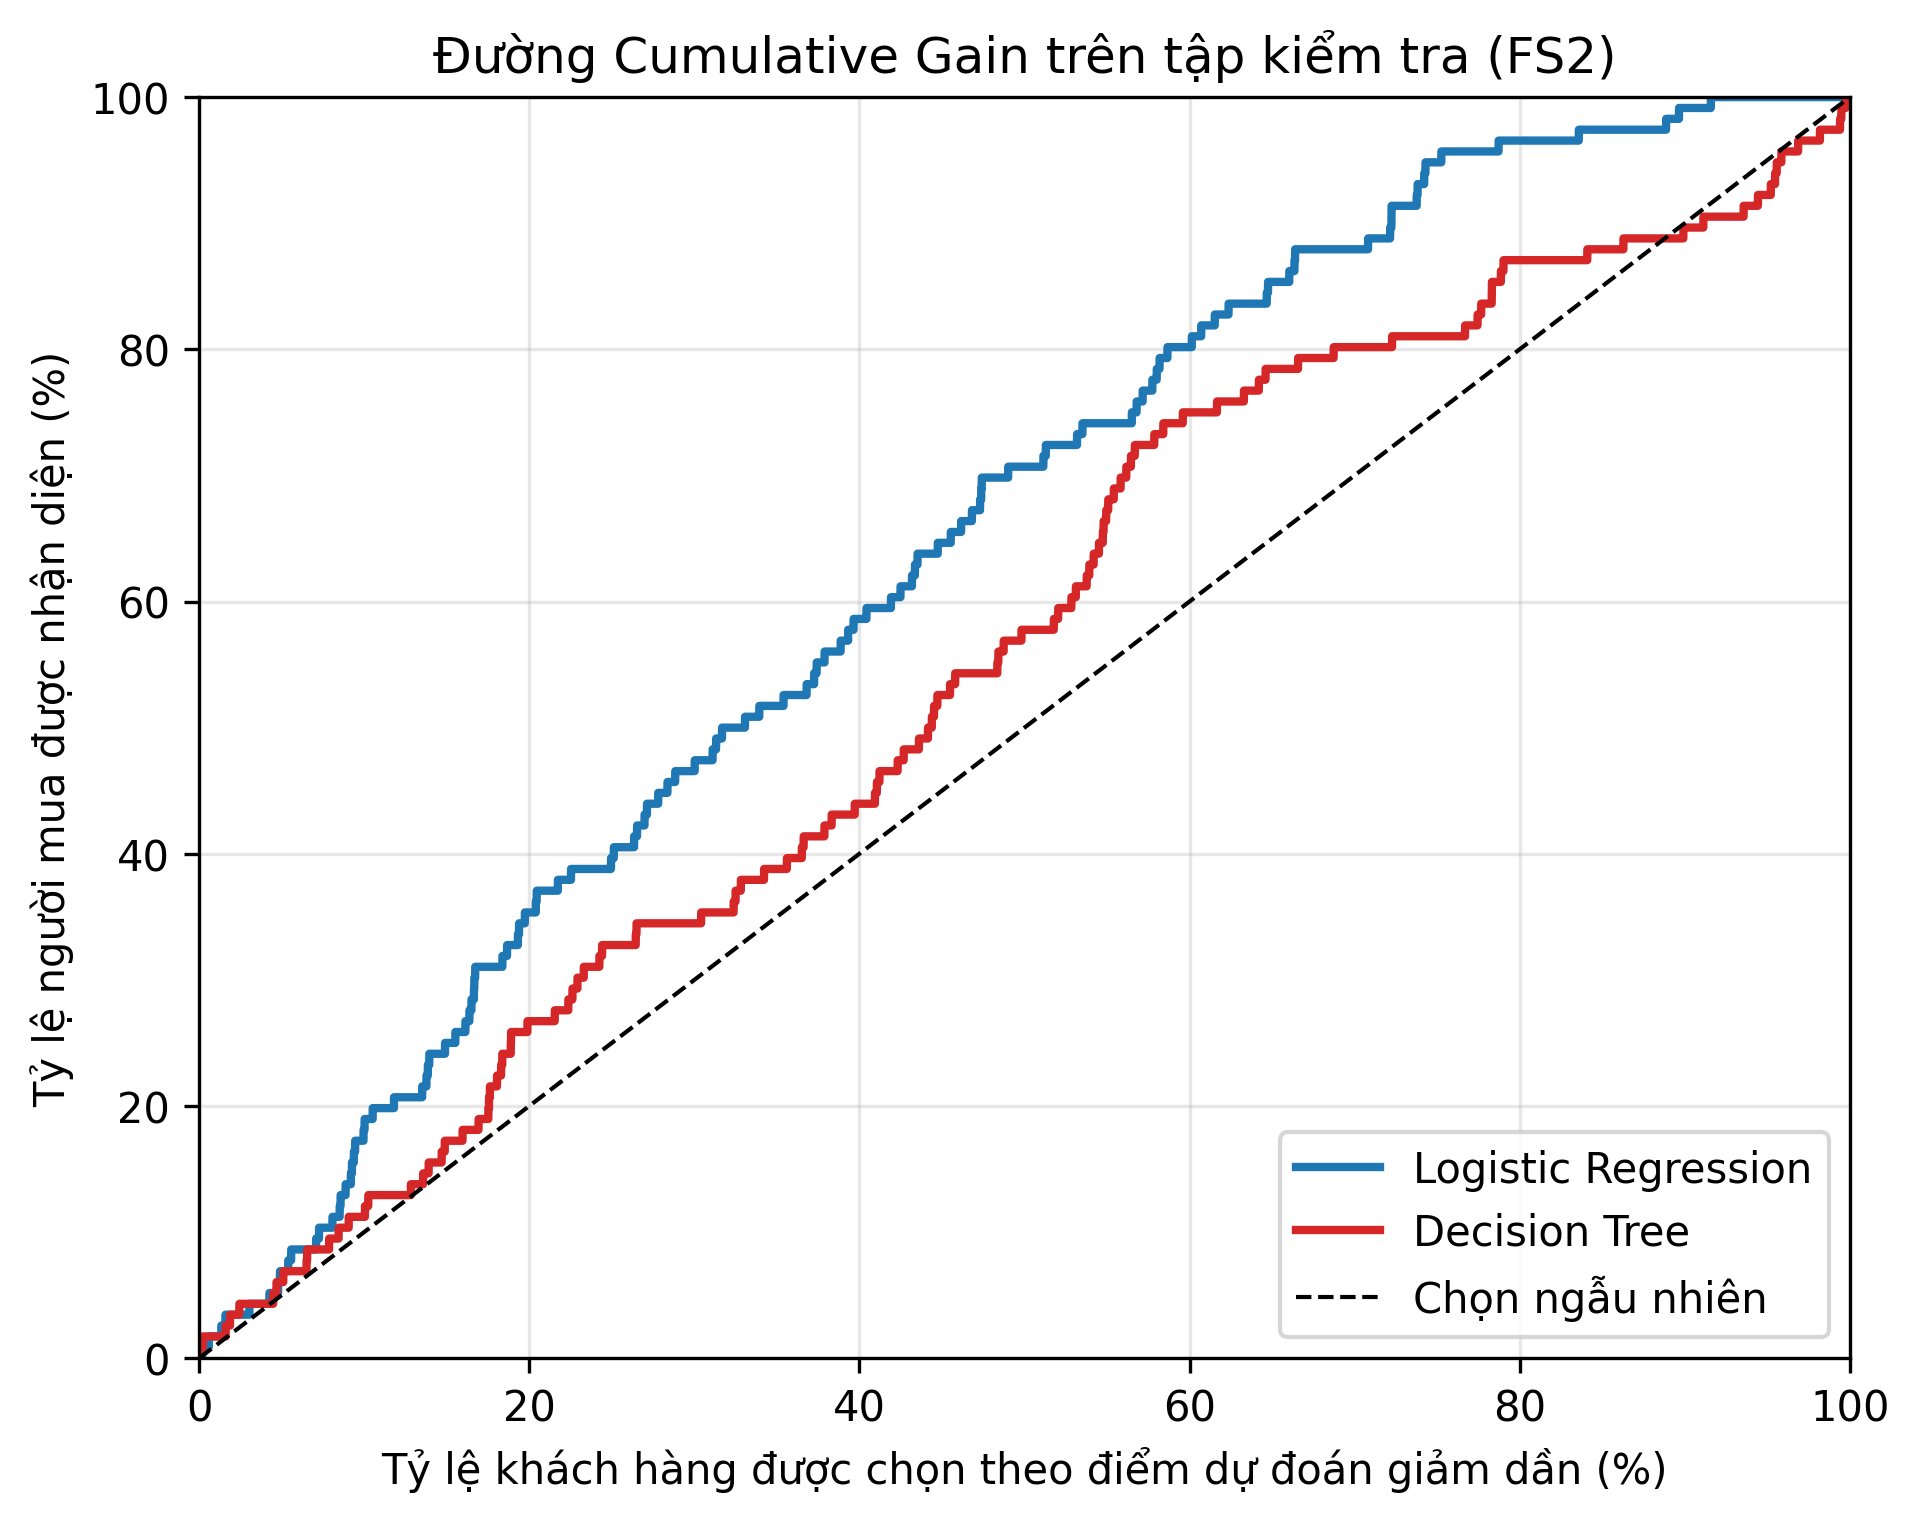 Đường Cumulative Gain trên tập kiểm tra (FS2)
Tỷ lệ người mua được nhận diện (%)
100
80
60
40
20
0
Logistic Regression
Decision Tree
Chọn ngẫu nhiên
0 20 40 60 80 100
Tỷ lệ khách hàng được chọn theo điểm dự đoán giảm dần (%)